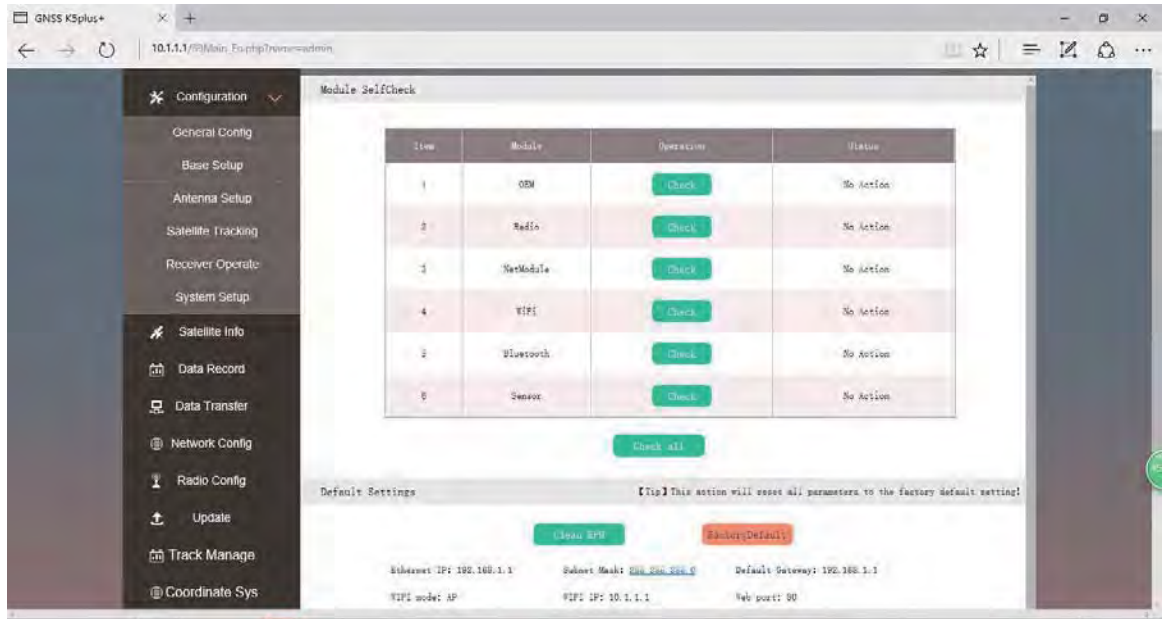 GNSS K5plus+
10.1.1.1/
Configuration
General Config
Base Setup
Antenna Setup
Satellite Tracking
Receiver Operate
System Setup
Satellite Info
Data Record
Data Transfer
Network Config
Radio Config
Update
Track Manage
Coordinate Sys
Module SelfCheck
Item Module Operation Status
1 OEM Check No Action
2 Radio Check No Action
3 NetModule Check No Action
4 WiFi Check No Action
5 Bluetooth Check No Action
6 Sensor Check No Action
Check all
Default Settings 【Tip】This action will reset all parameters to the factory default setting!
Clean EPH FactoryDefault
Ethernet IP: 192.168.1.1 Subnet Mask: 255.255.255.0 Default Gateway: 192.168.1.1
WIFI mode: AP WIFI IP: 10.1.1.1 Web port: 80